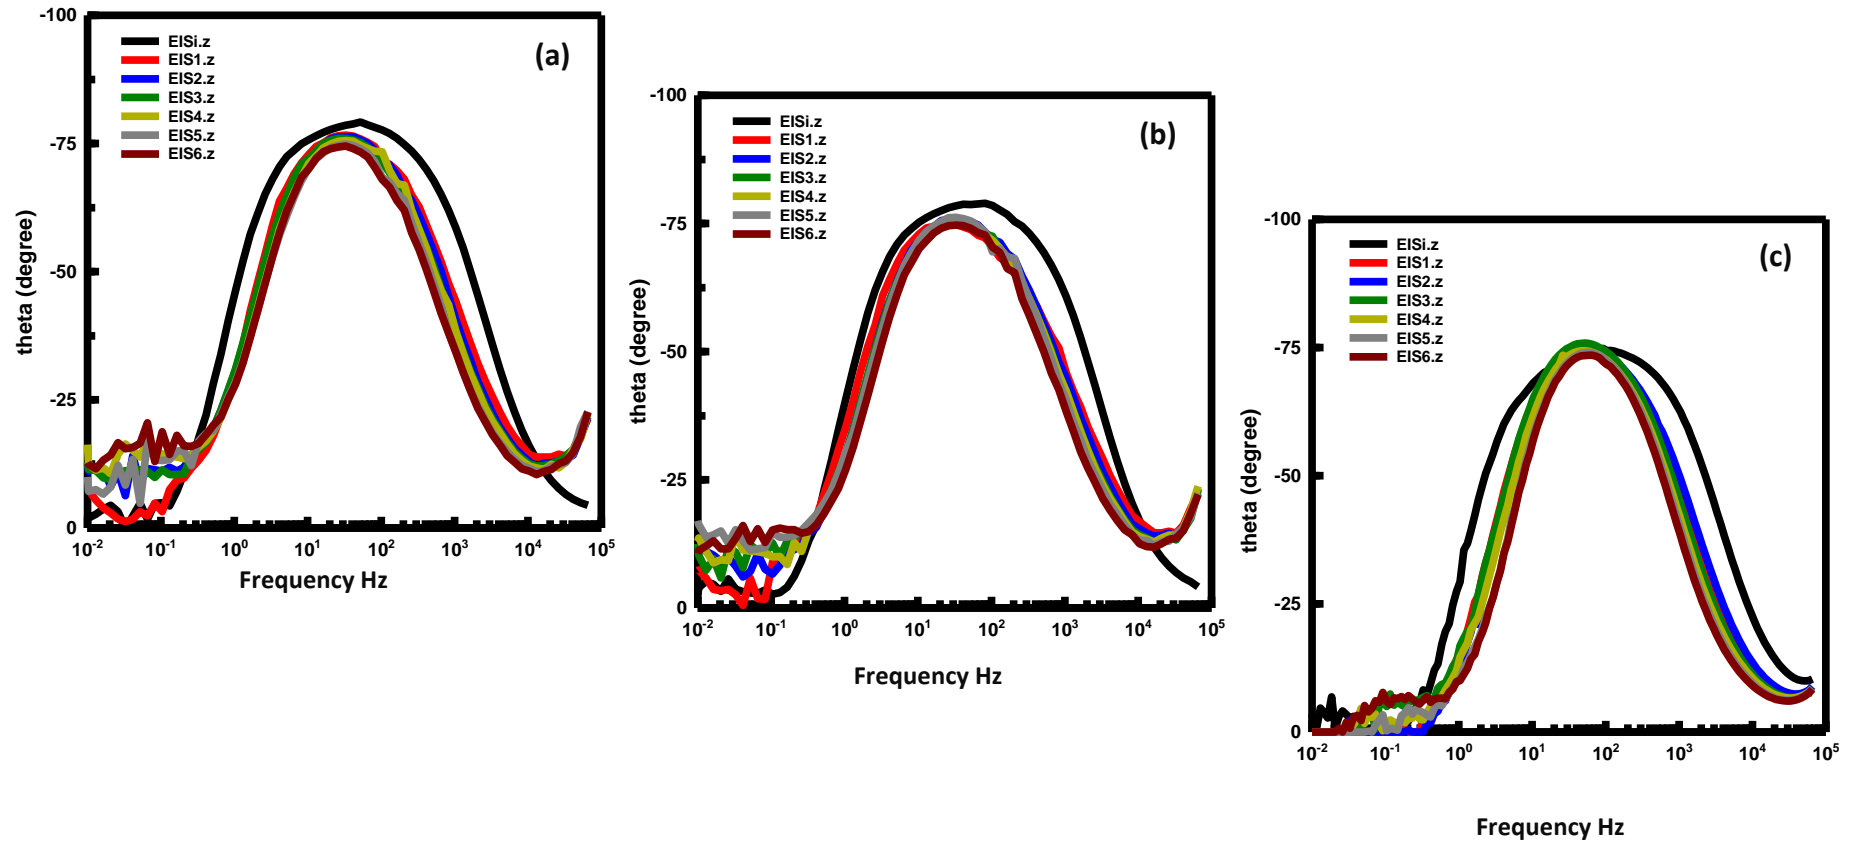 -100
-75
-50
-25
0
theta (degree)
EISi.z
EIS1.z
EIS2.z
EIS3.z
EIS4.z
EIS5.z
EIS6.z
(a)
10-2 10-1 100 101 102 103 104 105
Frequency Hz
-100
-75
-50
-25
0
theta (degree)
EISi.z
EIS1.z
EIS2.z
EIS3.z
EIS4.z
EIS5.z
EIS6.z
(b)
10-2 10-1 100 101 102 103 104 105
Frequency Hz
-100
-75
-50
-25
0
theta (degree)
EISi.z
EIS1.z
EIS2.z
EIS3.z
EIS4.z
EIS5.z
EIS6.z
(c)
10-2 10-1 100 101 102 103 104 105
Frequency Hz